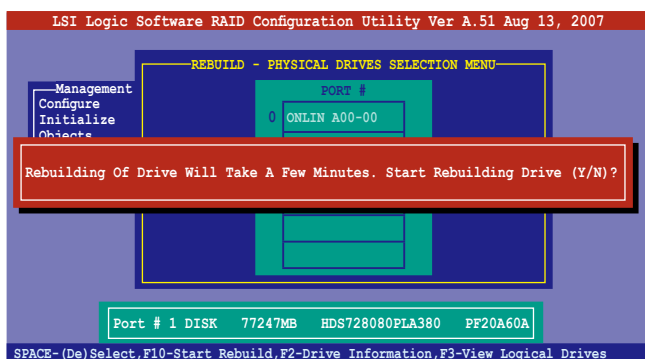 LSI Logic Software RAID Configuration Utility Ver A.51 Aug 13, 2007
REBUILD - PHYSICAL DRIVES SELECTION MENU
Management
Configure
Initialize
Objects
PORT #
0 ONLIN A00-00
Rebuilding Of Drive Will Take A Few Minutes. Start Rebuilding Drive (Y/N)?
Port # 1 DISK 77247MB HDS728080PLA380 PF20A60A
SPACE-(De)Select,F10-Start Rebuild,F2-Drive Information,F3-View Logical Drives